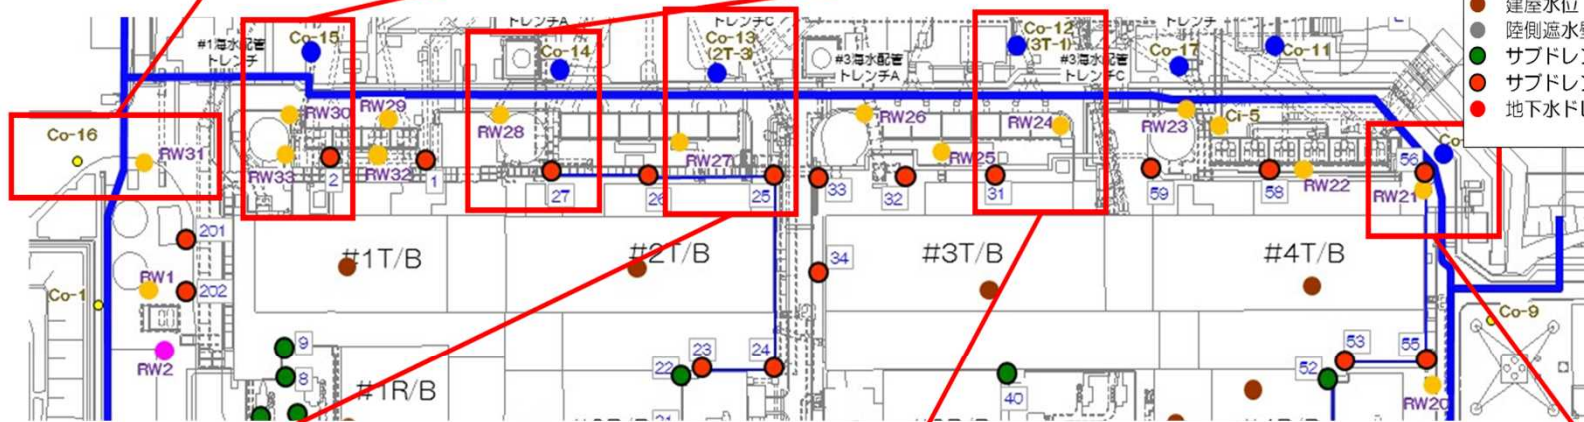 建屋水位
陸側遮水
サブドレ
サブドレ
地下水ド
トレンチA
トレンチC
トレンチ
#1海水配管
トレンチ
Co-15
Co-14
Co-13
(2T-3)
#3海水配管
トレンチA
Co-12
(3T-1)
#3海水配管
トレンチC
Co-17
Co-11
Co-16
RW31
RW30
RW29
RW28
RW27
RW26
RW25
RW24
RW23
Ci-5
RW33
2
RW32
1
27
25
33
32
31
59
58
RW22
56
RW21
201
202
RW1
Co-1
RW2
#1T/B
#2T/B
34
#3T/B
#4T/B
Co-9
9
8
#1R/B
22
23
24
40
52
53
55
RW20